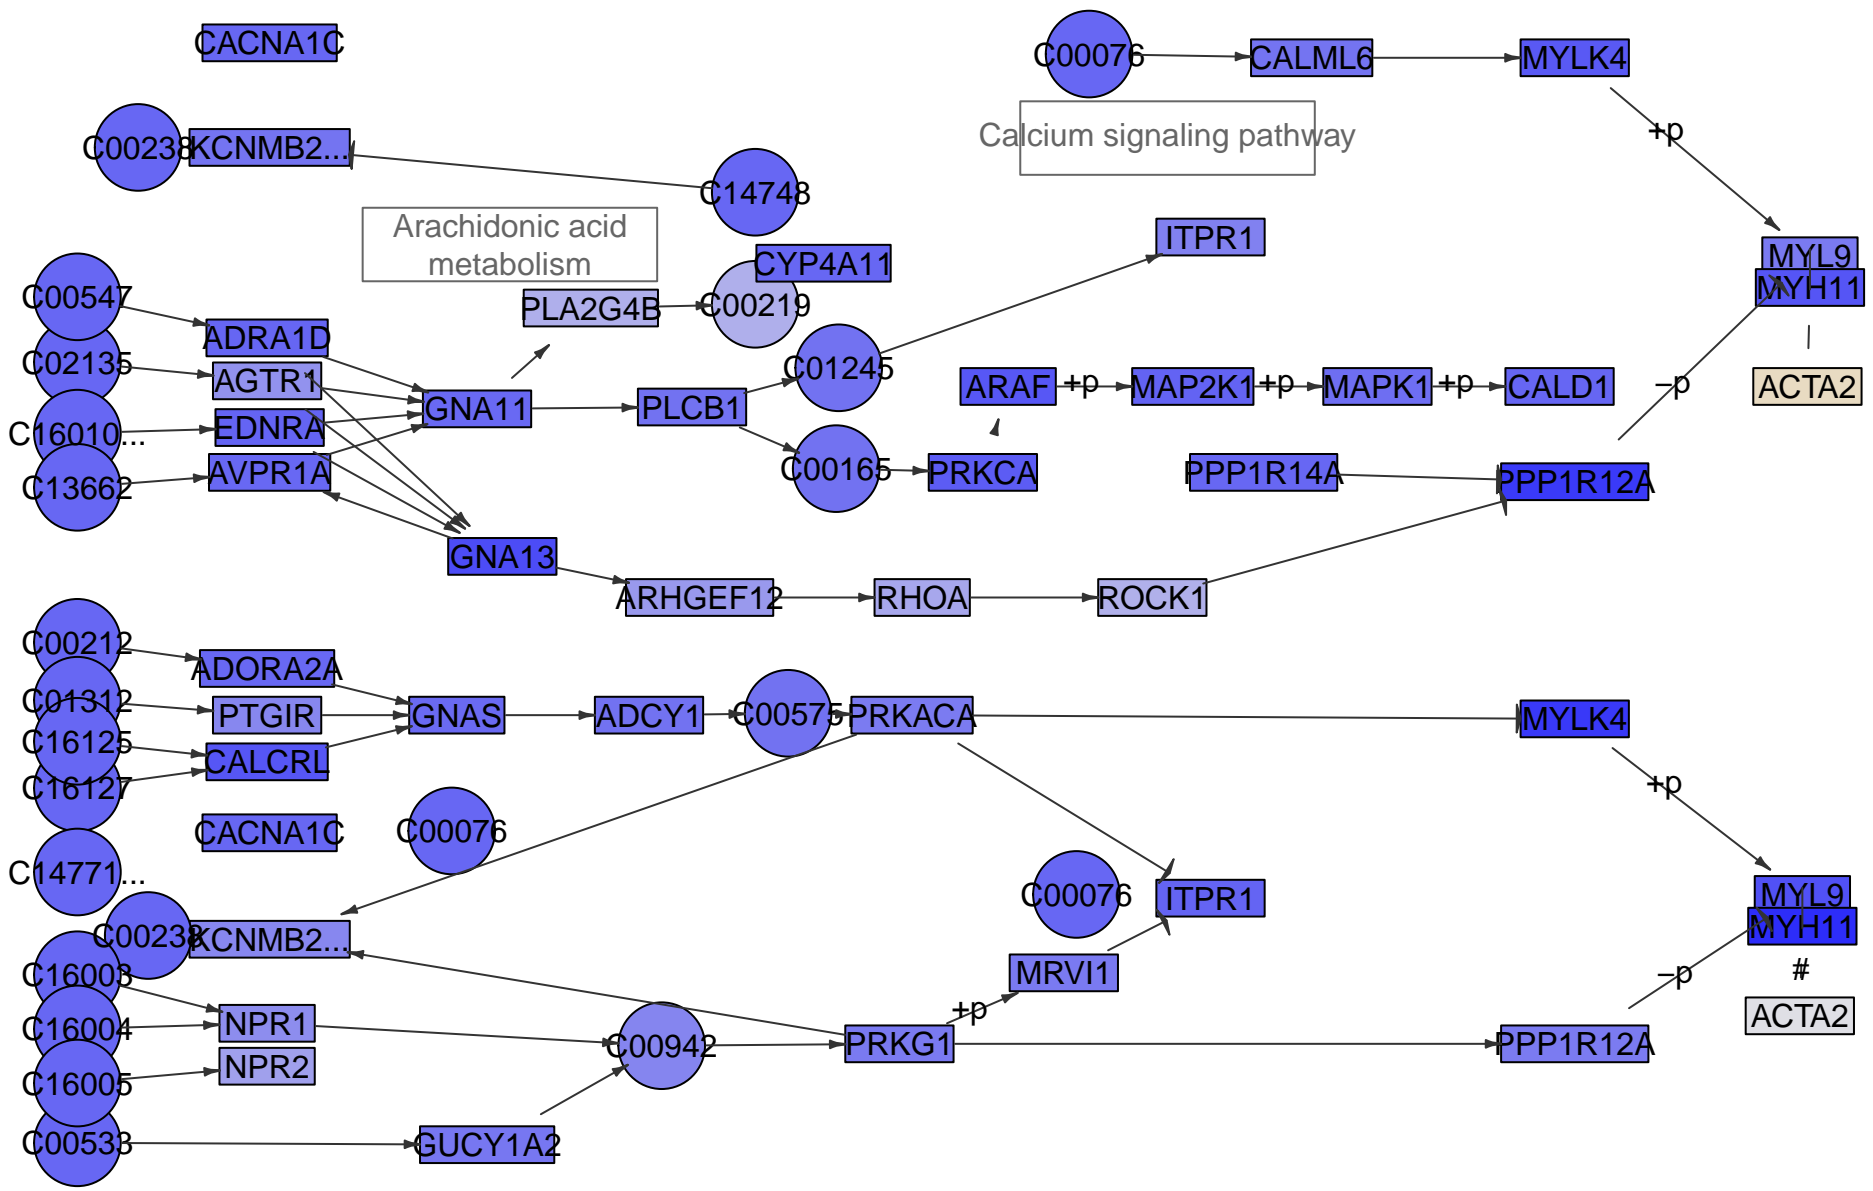 CACNA1C
C00076
CALML6
MYLK4
Calcium signaling pathway
+p
C00238
KCNMB2...
C14748
Arachidonic acid
metabolism
CYP4A11
ITPR1
MYL9
MYH11
C00547
PLA2G4B
C00219
ADRA1D
C02135
AGTR1
C01245
ARAF
+p
MAP2K1
+p
MAPK1
+p
CALD1
−p
ACTA2
GNA11
PLCB1
C16010...
EDNRA
C13662
AVPR1A
C00165
PRKCA
PPP1R14A
PPP1R12A
GNA13
ARHGEF12
RHOA
ROCK1
C00212
ADORA2A
C01312
PTGIR
GNAS
ADCY1
C00575
PRKACA
MYLK4
C16125
CALCRL
C16127
+p
CACNA1C
C00076
C14771...
C00076
ITPR1
MYL9
MYH11
C00238
KCNMB2...
C16003
MRVI1
−p
#
+p
ACTA2
C16004
NPR1
C00942
PRKG1
PPP1R12A
C16005
NPR2
C00533
GUCY1A2